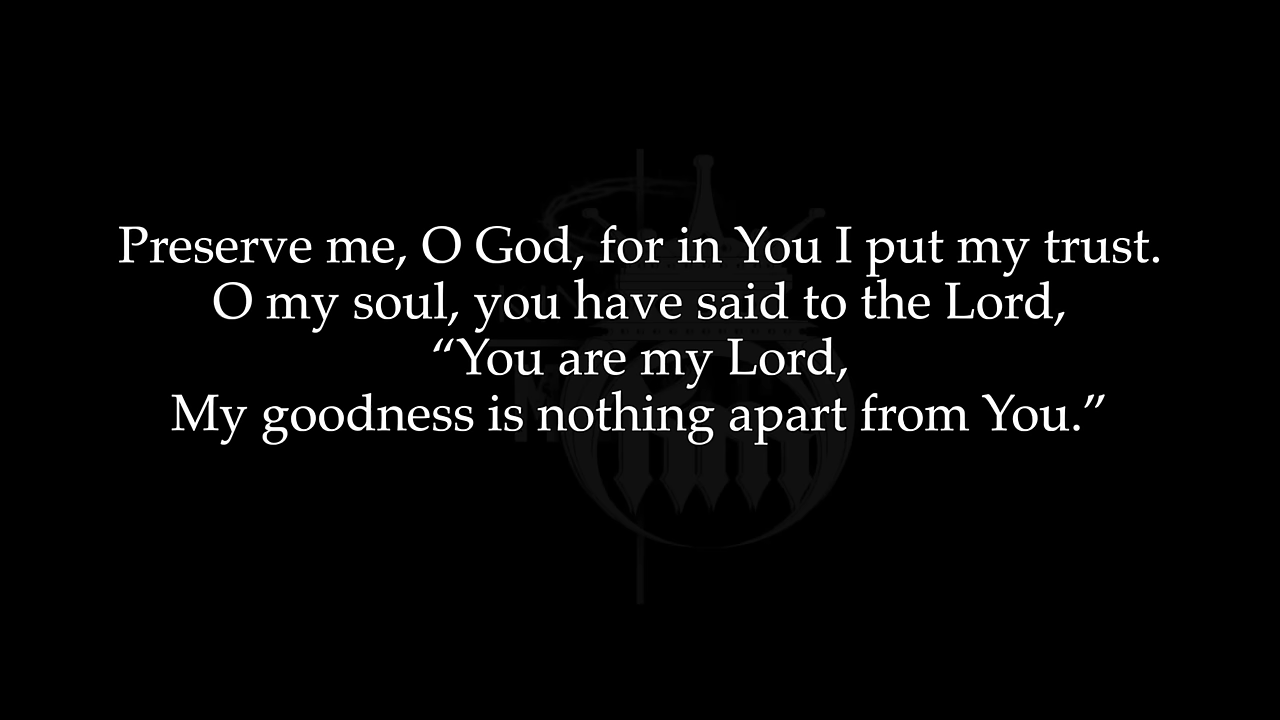 Preserve me, O God, for in You I put my trust.
O my soul, you have said to the Lord,
“You are my Lord,
My goodness is nothing apart from You.”